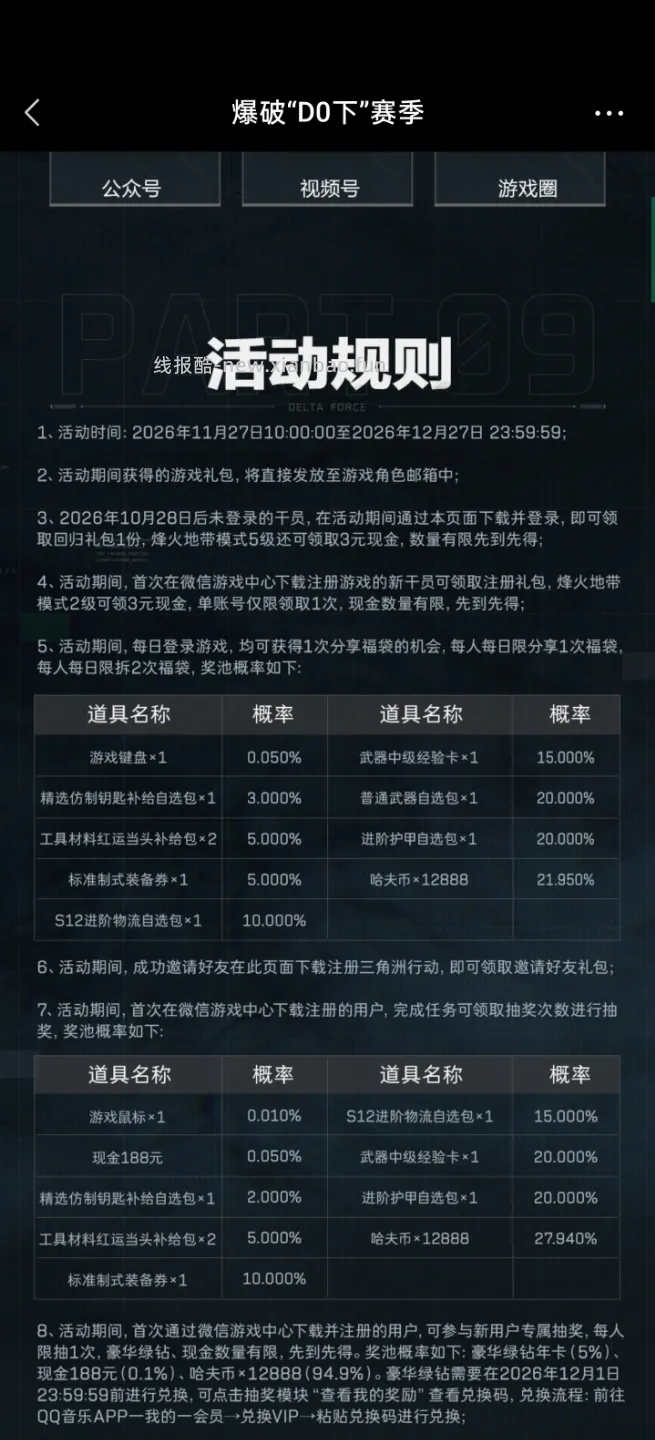 爆破“D0下”赛季
公众号
视频号
游戏圈
PART 09
活动规则
线报酷-new.xianbao.fun
DELTA FORCE
1、活动时间: 2026年11月27日10:00:00至2026年12月27日 23:59:59;
2、活动期间获得的游戏礼包, 将直接发放至游戏角色邮箱中;
3、2026年10月28日后未登录的干员, 在活动期间通过本页面下载并登录, 即可领
取回归礼包1份, 烽火地带模式5级还可领取3元现金, 数量有限先到先得;
4、活动期间, 首次在微信游戏中心下载注册游戏的新干员可领取注册礼包, 烽火地带
模式2级可领3元现金, 单账号仅限领取1次, 现金数量有限, 先到先得;
5、活动期间, 每日登录游戏, 均可获得1次分享福袋的机会, 每人每日限分享1次福袋,
每人每日限拆2次福袋, 奖池概率如下:
道具名称 概率 道具名称 概率
游戏键盘×1 0.050% 武器中级经验卡×1 15.000%
精选仿制钥匙补给自选包×1 3.000% 普通武器自选包×1 20.000%
工具材料红运当头补给包×2 5.000% 进阶护甲自选包×1 20.000%
标准制式装备券×1 5.000% 哈夫币×12888 21.950%
S12进阶物流自选包×1 10.000%
6、活动期间, 成功邀请好友在此页面下载注册三角洲行动, 即可领取邀请好友礼包;
7、活动期间, 首次在微信游戏中心下载注册的用户, 完成任务可领取抽奖次数进行抽
奖, 奖池概率如下:
道具名称 概率 道具名称 概率
游戏鼠标×1 0.010% S12进阶物流自选包×1 15.000%
现金188元 0.050% 武器中级经验卡×1 20.000%
精选仿制钥匙补给自选包×1 2.000% 进阶护甲自选包×1 20.000%
工具材料红运当头补给包×2 5.000% 哈夫币×12888 27.940%
标准制式装备券×1 10.000%
8、活动期间, 首次通过微信游戏中心下载并注册的用户, 可参与新用户专属抽奖, 每人
限抽1次, 豪华绿钻、现金数量有限, 先到先得。奖池概率如下: 豪华绿钻年卡 (5%)、
现金188元 (0.1%)、哈夫币×12888 (94.9%)。豪华绿钻需要在2026年12月1日
23:59:59前进行兑换, 可点击抽奖模块 “查看我的奖励” 查看兑换码, 兑换流程: 前往
QQ音乐APP—我的—会员→兑换VIP→粘贴兑换码进行兑换;